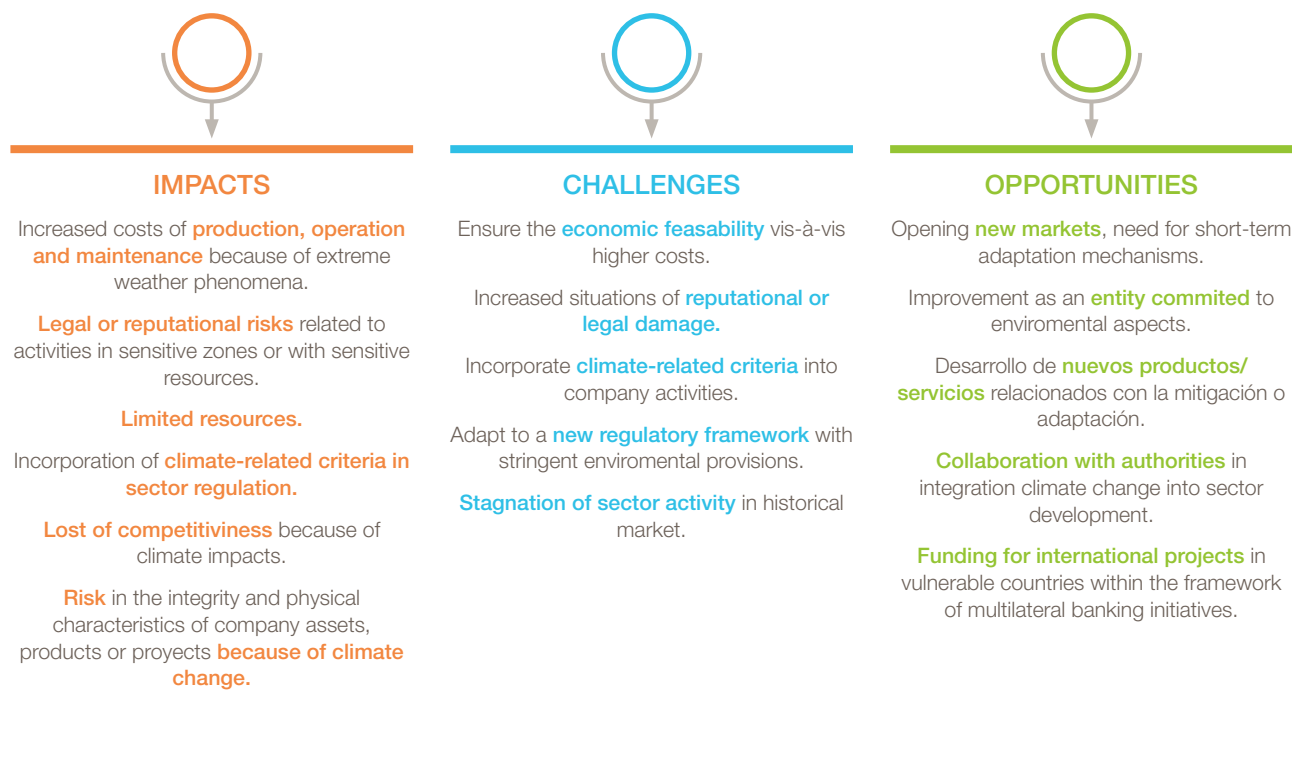 IMPACTS
Increased costs of production, operation
and maintenance because of extreme
weather phenomena.
Legal or reputational risks related to
activities in sensitive zones or with sensitive
resources.
Limited resources.
Incorporation of climate-related criteria in
sector regulation.
Lost of competitiviness because of
climate impacts.
Risk in the integrity and physical
characteristics of company assets,
products or proyects because of climate
change.
CHALLENGES
Ensure the economic feasability vis-à-vis
higher costs.
Increased situations of reputational or
legal damage.
Incorporate climate-related criteria into
company activities.
Adapt to a new regulatory framework with
stringent enviromental provisions.
Stagnation of sector activity in historical
market.
OPPORTUNITIES
Opening new markets, need for short-term
adaptation mechanisms.
Improvement as an entity commited to
enviromental aspects.
Desarrollo de nuevos productos/
servicios relacionados con la mitigación o
adaptación.
Collaboration with authorities in
integration climate change into sector
development.
Funding for international projects in
vulnerable countries within the framework
of multilateral banking initiatives.